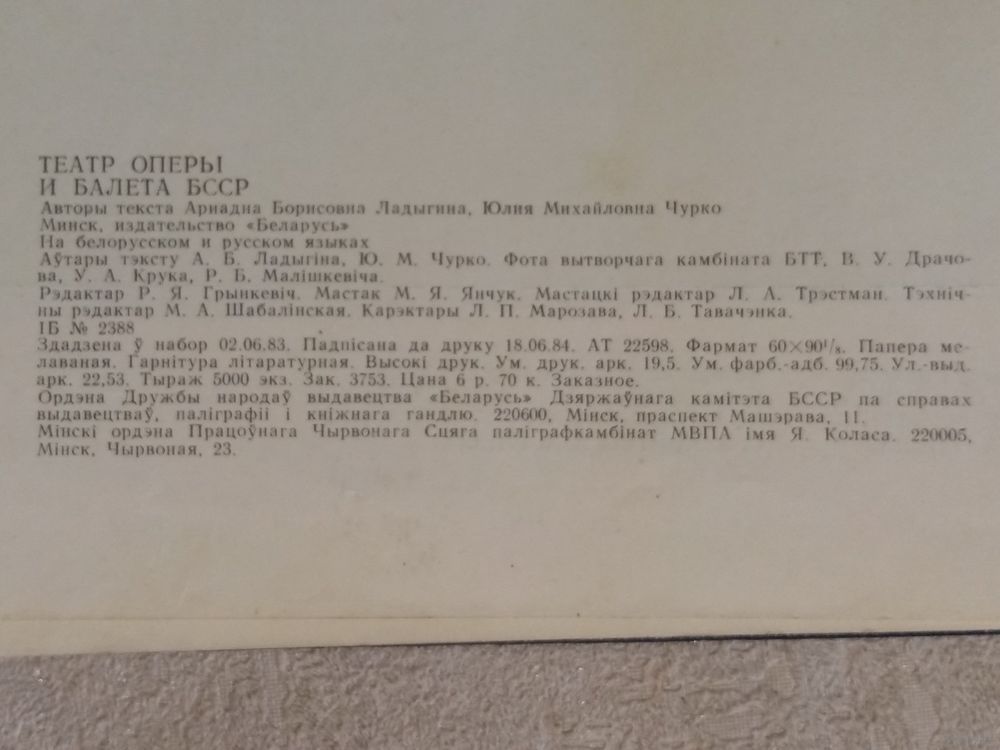 ТЕАТР ОПЕРЫ
И БАЛЕТА БССР
Авторы текста Ариадна Борисовна Ладыгина, Юлия Михайловна Чурко
Минск, издательство «Беларусь»
На белорусском и русском языках
Аўтары тэксту А. Б. Ладыгіна, Ю. М. Чурко. Фота вытворчага камбіната БТТ, В. У. Драчо-
ва, У. А. Крука, Р. Б. Малішкевіча.
Рэдактар Р. Я. Грынкевіч. Мастак М. Я. Янчук. Мастацкі рэдактар Л. А. Трэстман. Тэхніч-
ны рэдактар М. А. Шабалінская. Карэктары Л. П. Марозава, Л. Б. Тавачэнка.
ІБ № 2388
Здадзена ў набор 02.06.83. Падпісана да друку 18.06.84. АТ 22598. Фармат 60×90¹/₈. Папера ме-
лаваная. Гарнітура літаратурная. Высокі друк. Ум. друк. арк. 19,5. Ум. фарб.-адб. 99,75. Ул.-выд.
арк. 22,53. Тыраж 5000 экз. Зак. 3753. Цана 6 р. 70 к. Заказное.
Ордэна Дружбы народаў выдавецтва «Беларусь» Дзяржаўнага камітэта БССР па справах
выдавецтваў, паліграфіі і кніжнага гандлю. 220600, Мінск, праспект Машэрава, 11.
Мінскі ордэна Працоўнага Чырвонага Сцяга паліграфкамбінат МВПА імя Я. Коласа. 220005,
Мінск, Чырвоная, 23.